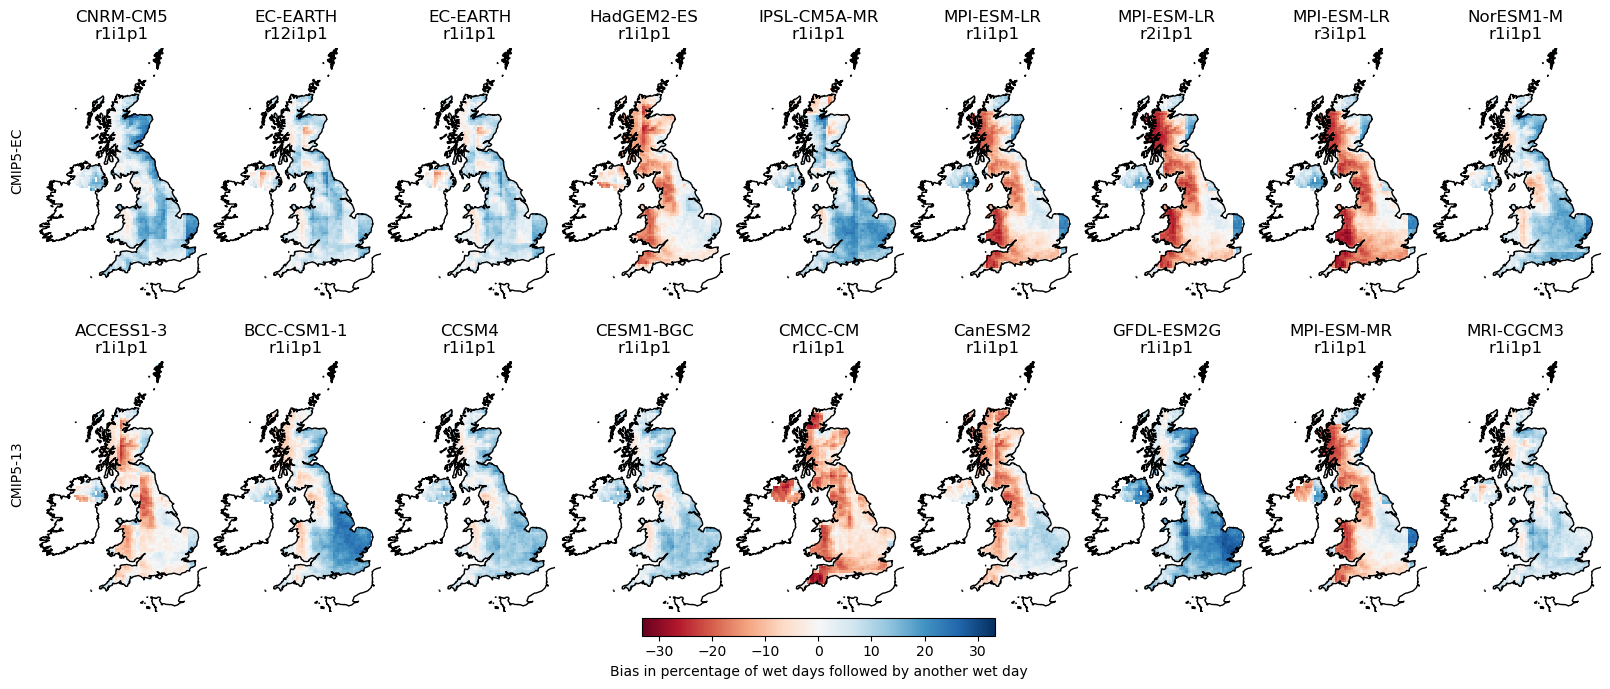 CNRM-CM5
r1i1p1
EC-EARTH
r12i1p1
EC-EARTH
r1i1p1
HadGEM2-ES
r1i1p1
IPSL-CM5A-MR
r1i1p1
MPI-ESM-LR
r1i1p1
MPI-ESM-LR
r2i1p1
MPI-ESM-LR
r3i1p1
NorESM1-M
r1i1p1
CMIP5-EC
ACCESS1-3
r1i1p1
BCC-CSM1-1
r1i1p1
CCSM4
r1i1p1
CESM1-BGC
r1i1p1
CMCC-CM
r1i1p1
CanESM2
r1i1p1
GFDL-ESM2G
r1i1p1
MPI-ESM-MR
r1i1p1
MRI-CGCM3
r1i1p1
CMIP5-13
−30 −20 −10 0 10 20 30
Bias in percentage of wet days followed by another wet day